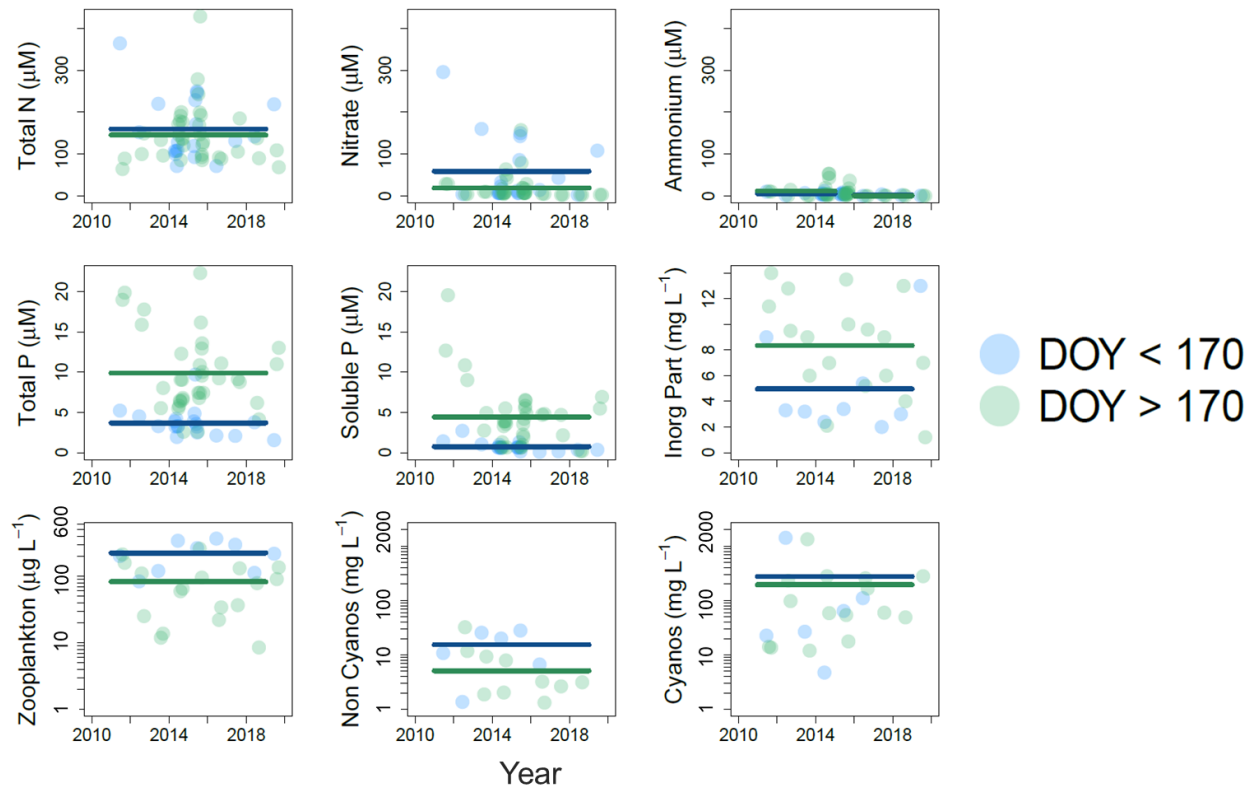 Total N (μM)
300
100
0
2010 2014 2018
Nitrate (μM)
300
100
0
2010 2014 2018
Ammonium (μM)
300
100
0
2010 2014 2018
Total P (μM)
20
15
10
5
0
2010 2014 2018
Soluble P (μM)
20
15
10
5
0
2010 2014 2018
Inorg Part (mg L⁻¹)
12
8
6
4
2
0
2010 2014 2018
DOY < 170
DOY > 170
Zooplankton (μg L⁻¹)
600
100
10
1
2010 2014 2018
Non Cyanos (mg L⁻¹)
2000
100
10
1
2010 2014 2018
Cyanos (mg L⁻¹)
2000
100
10
1
2010 2014 2018
Year